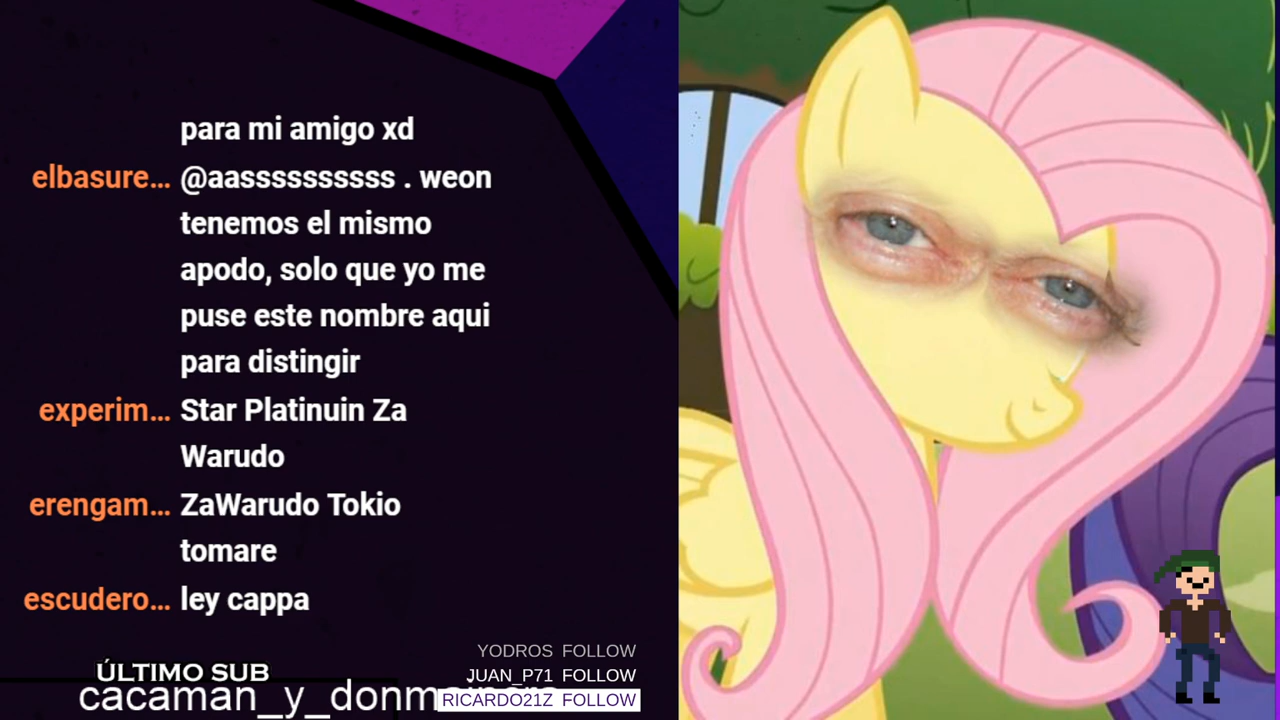 para mi amigo xd
elbasure… @aassssssssss . weon
tenemos el mismo
apodo, solo que yo me
puse este nombre aqui
para distingir
experim… Star Platinuin Za
Warudo
erengam… ZaWarudo Tokio
tomare
escudero… ley cappa
YODROS FOLLOW
ÚLTIMO SUB
JUAN_P71 FOLLOW
cacaman_y_donm
RICARDO21Z FOLLOW